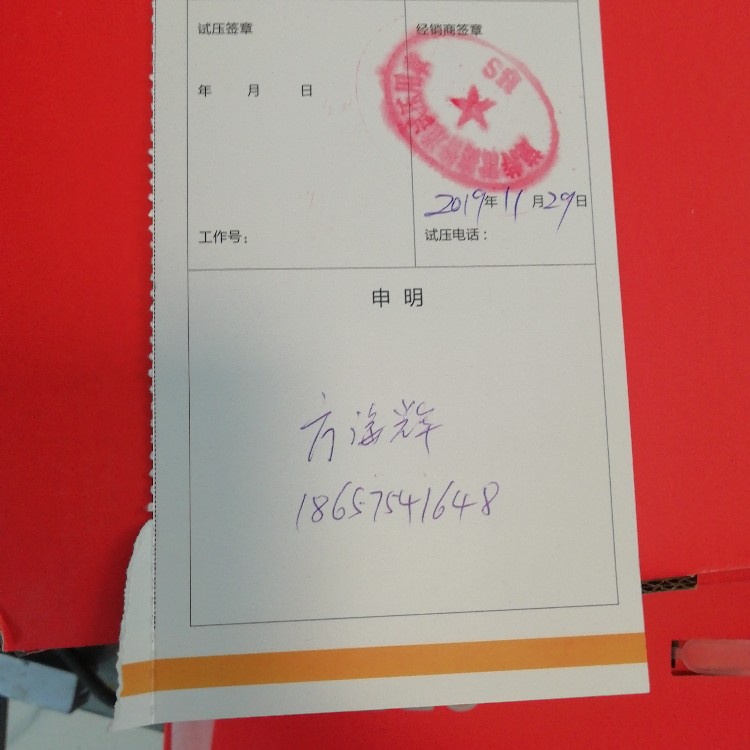 试压签章
经销商签章
年 月 日
2019年11月29日
工作号：
试压电话：
申明
方海辉
18657541648